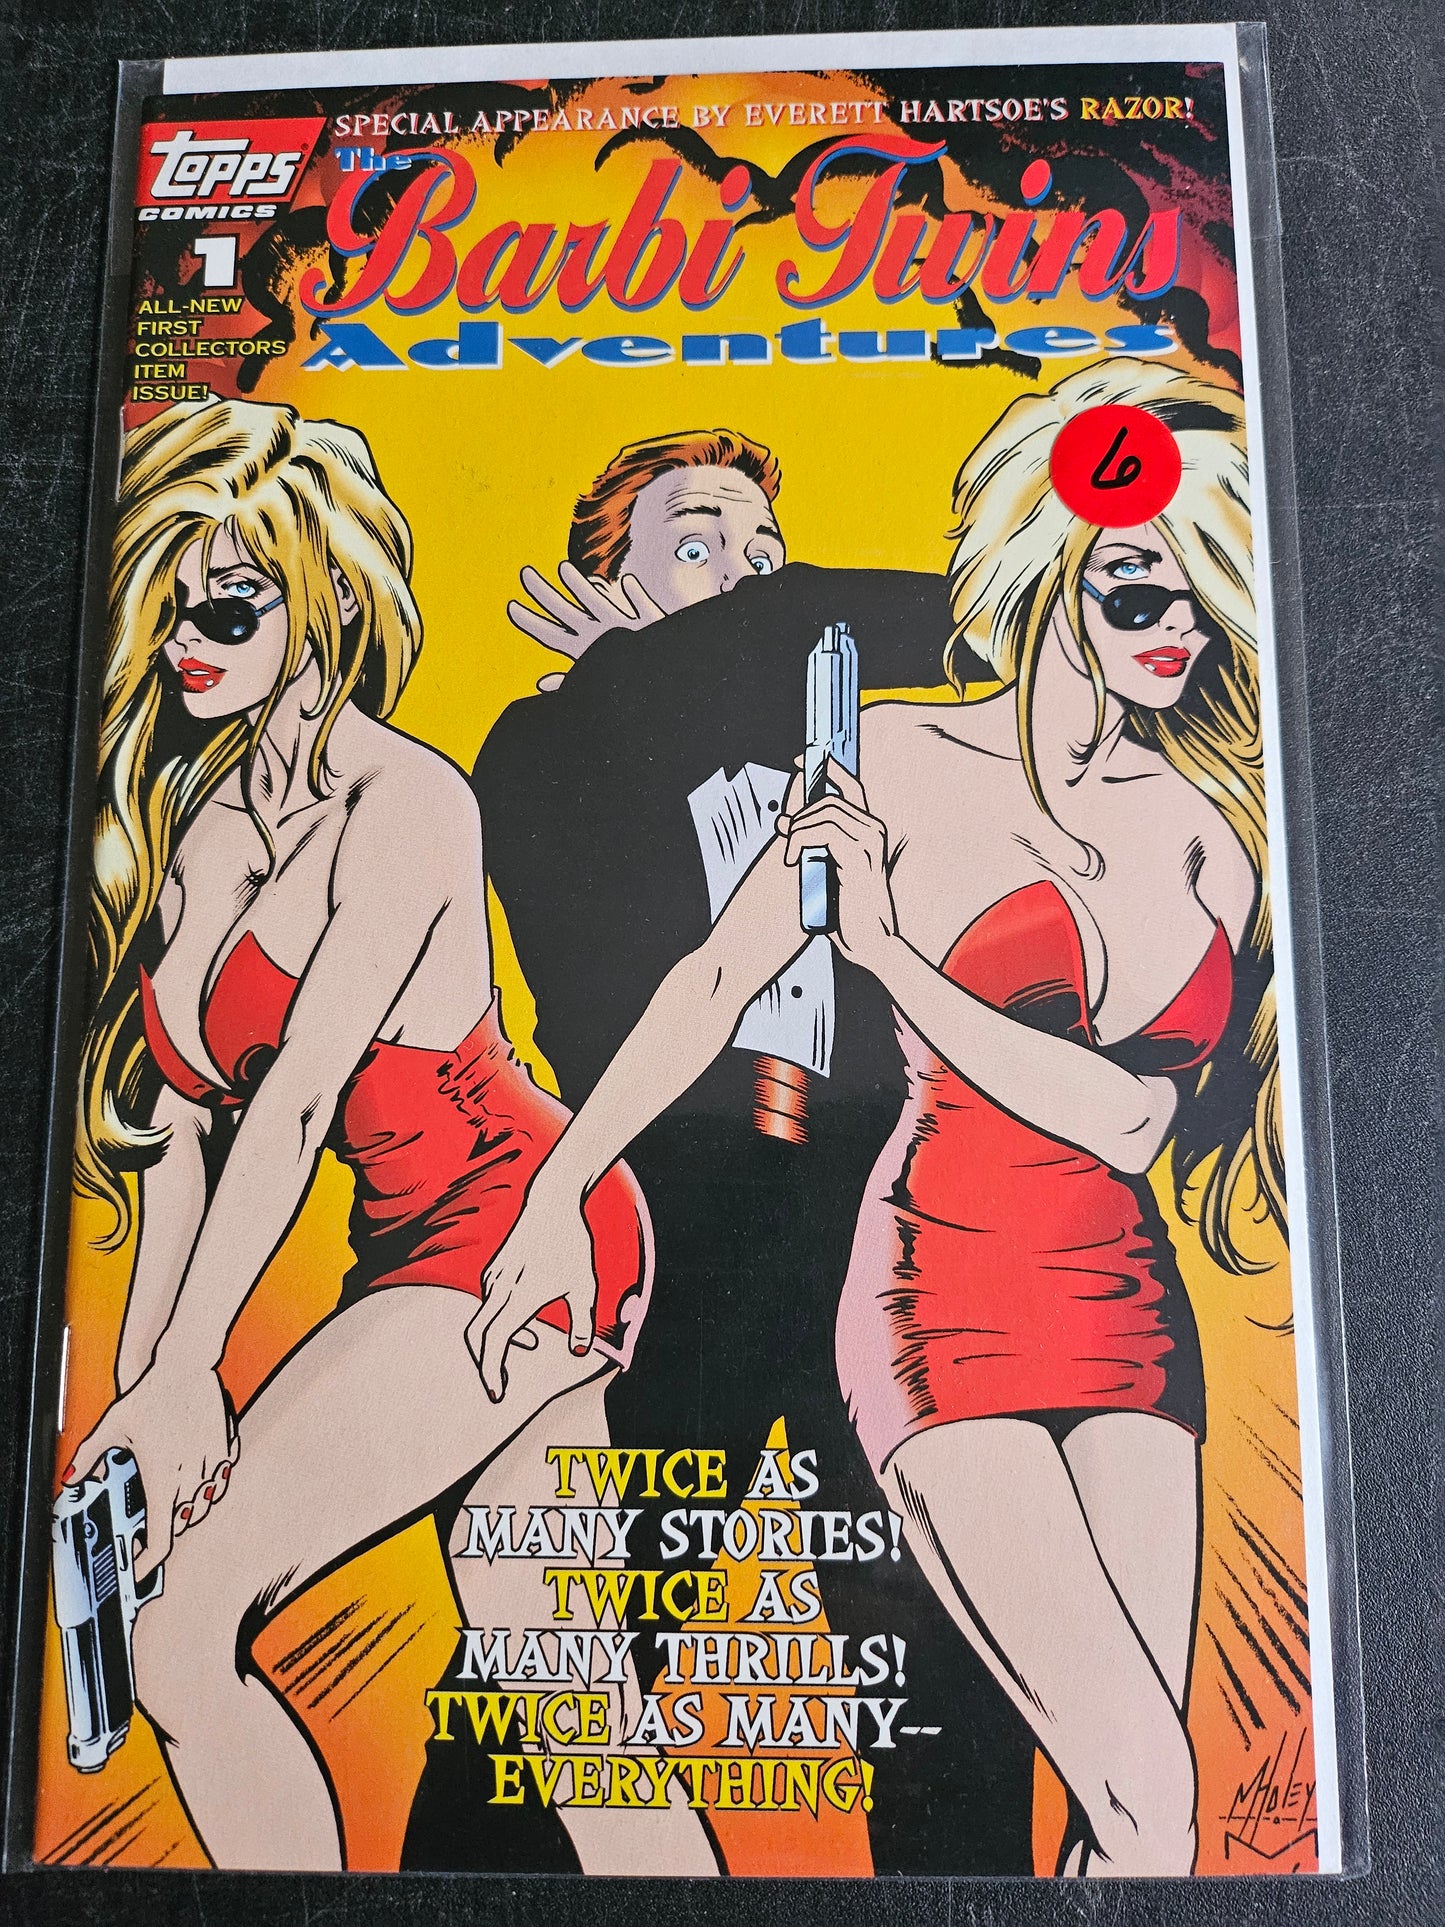 SPECIAL APPEARANCE BY EVERETT HARTSOE'S RAZOR!
TOPPS®
COMICS
1
ALL-NEW
FIRST
COLLECTORS
ITEM
ISSUE!
The
Barbi Twins
Adventures
6
TWICE AS
MANY STORIES!
TWICE AS
MANY THRILLS!
TWICE AS MANY--
EVERYTHING!
MHOLEY